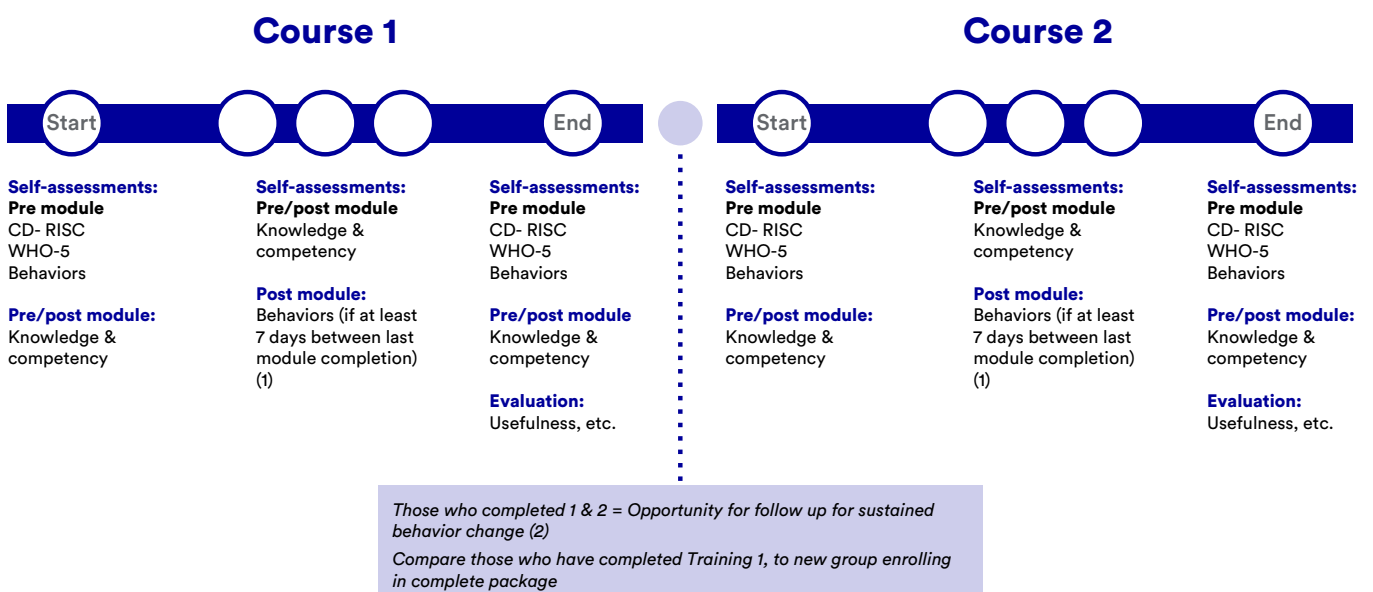 Course 1
Start
End
Self-assessments:
Pre module
CD- RISC
WHO-5
Behaviors
Pre/post module:
Knowledge &
competency
Self-assessments:
Pre/post module
Knowledge &
competency
Post module:
Behaviors (if at least
7 days between last
module completion)
(1)
Self-assessments:
Pre module
CD- RISC
WHO-5
Behaviors
Pre/post module
Knowledge &
competency
Evaluation:
Usefulness, etc.
Course 2
Start
End
Self-assessments:
Pre module
CD- RISC
WHO-5
Behaviors
Pre/post module:
Knowledge &
competency
Self-assessments:
Pre/post module
Knowledge &
competency
Post module:
Behaviors (if at least
7 days between last
module completion)
(1)
Self-assessments:
Pre module
CD- RISC
WHO-5
Behaviors
Pre/post module:
Knowledge &
competency
Evaluation:
Usefulness, etc.
Those who completed 1 & 2 = Opportunity for follow up for sustained
behavior change (2)
Compare those who have completed Training 1, to new group enrolling
in complete package